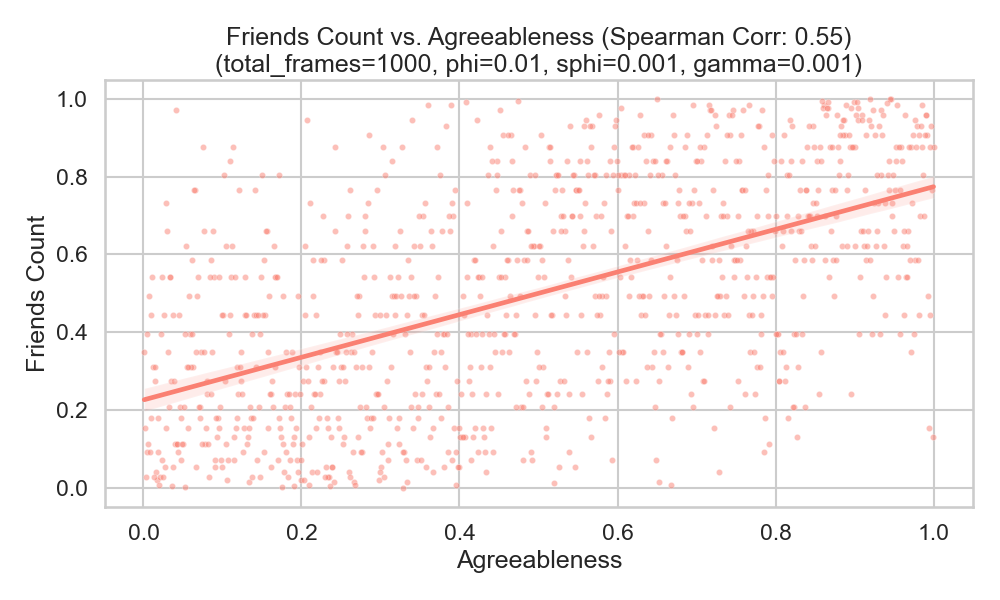 Friends Count vs. Agreeableness (Spearman Corr: 0.55)
(total_frames=1000, phi=0.01, sphi=0.001, gamma=0.001)
1.0
0.8
0.6
0.4
0.2
0.0
Friends Count
0.0 0.2 0.4 0.6 0.8 1.0
Agreeableness